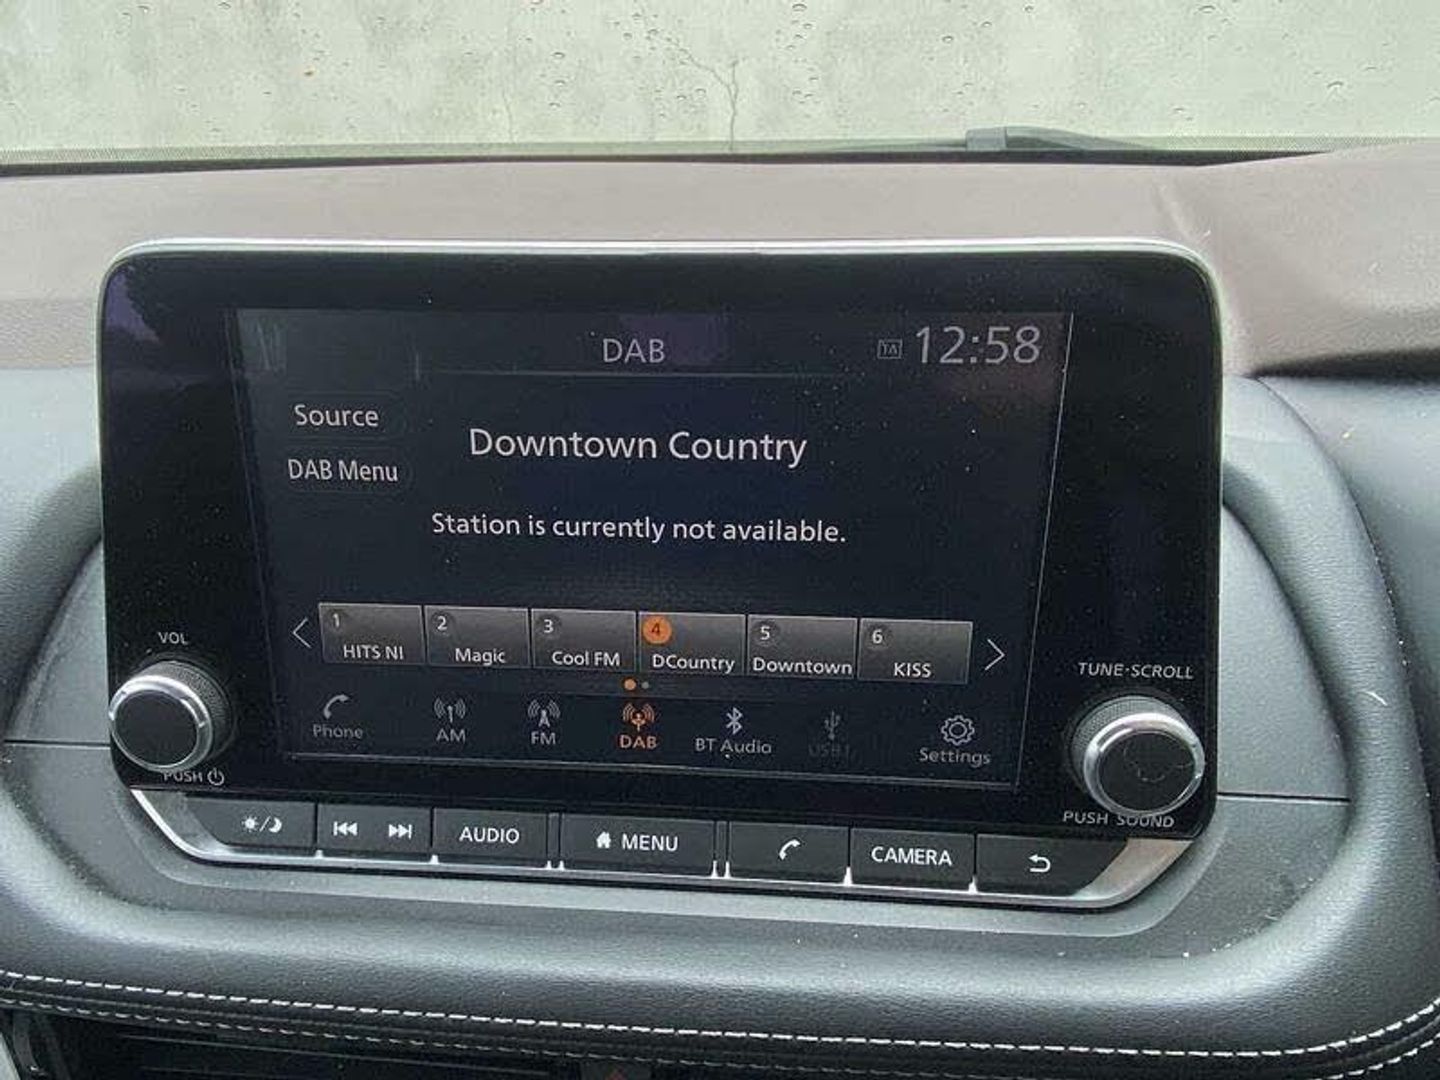 DAB
TA
12:58
Source
DAB Menu
Downtown Country
Station is currently not available.
1 HITS NI
2 Magic
3 Cool FM
4 DCountry
5 Downtown
6 KISS
Phone
AM
FM
DAB
BT Audio
USB1
Settings
VOL
PUSH
TUNE·SCROLL
PUSH SOUND
AUDIO
MENU
CAMERA